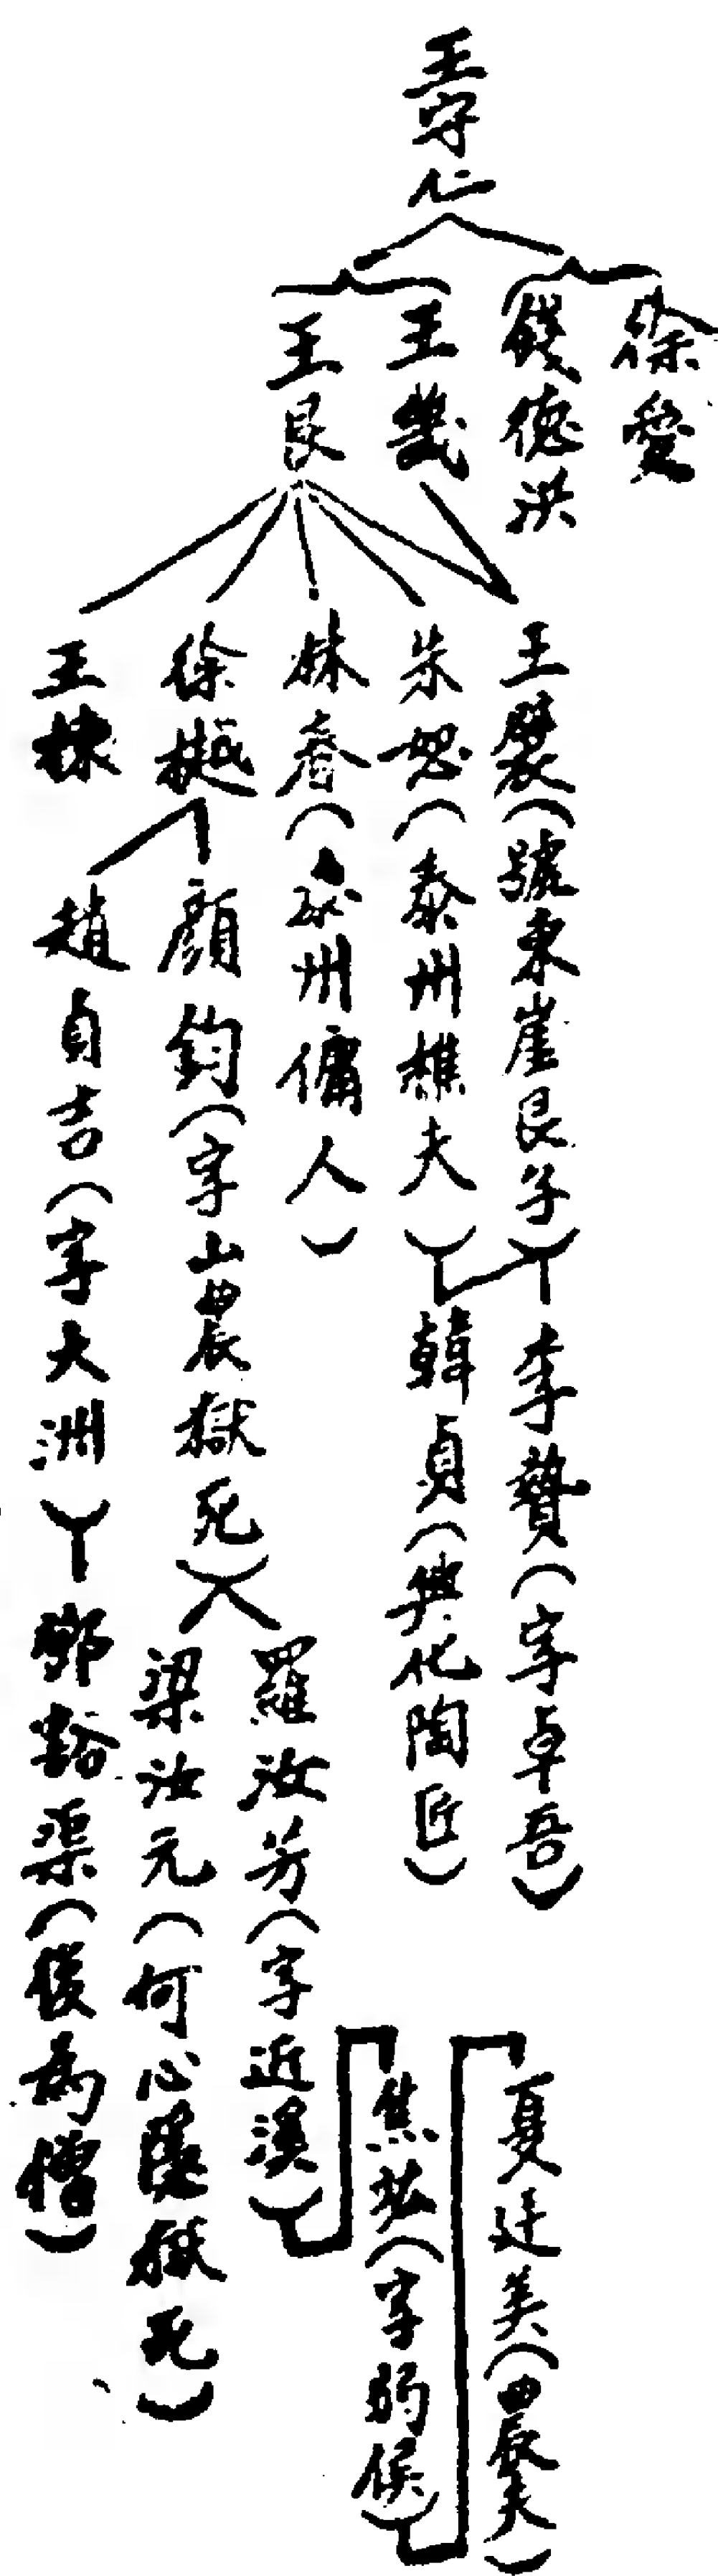 王守仁
徐愛
錢德洪
王畿
王艮
王襞(號東崖艮子)
朱恕(泰州樵夫)
林春(泰州傭人)
徐樾
王棟
李贄(字卓吾)
韓貞(興化陶匠)
顏鈞(字山農獄死)
趙貞吉(字大洲)
羅汝芳(字近溪)
梁汝元(何心隱獄死)
鄧豁渠(後為僧)
焦竑(字弱侯)
夏廷美(農夫)